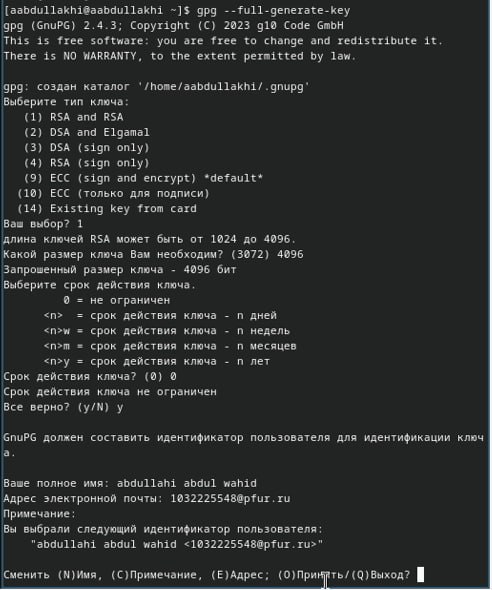 [aabdullakhi@aabdullakhi ~]$ gpg --full-generate-key
gpg (GnuPG) 2.4.3; Copyright (C) 2023 g10 Code GmbH
This is free software: you are free to change and redistribute it.
There is NO WARRANTY, to the extent permitted by law.

gpg: создан каталог '/home/aabdullakhi/.gnupg'
Выберите тип ключа:
   (1) RSA and RSA
   (2) DSA and Elgamal
   (3) DSA (sign only)
   (4) RSA (sign only)
   (9) ECC (sign and encrypt) *default*
  (10) ECC (только для подписи)
  (14) Existing key from card
Ваш выбор? 1
длина ключей RSA может быть от 1024 до 4096.
Какой размер ключа Вам необходим? (3072) 4096
Запрошенный размер ключа - 4096 бит
Выберите срок действия ключа.
         0 = не ограничен
      <n>  = срок действия ключа - n дней
      <n>w = срок действия ключа - n недель
      <n>m = срок действия ключа - n месяцев
      <n>y = срок действия ключа - n лет
Срок действия ключа? (0) 0
Срок действия ключа не ограничен
Все верно? (y/N) y

GnuPG должен составить идентификатор пользователя для идентификации ключ
а.

Ваше полное имя: abdullahi abdul wahid
Адрес электронной почты: 1032225548@pfur.ru
Примечание:
Вы выбрали следующий идентификатор пользователя:
    "abdullahi abdul wahid <1032225548@pfur.ru>"

Сменить (N)Имя, (C)Примечание, (E)Адрес; (O)Принять/(Q)Выход?